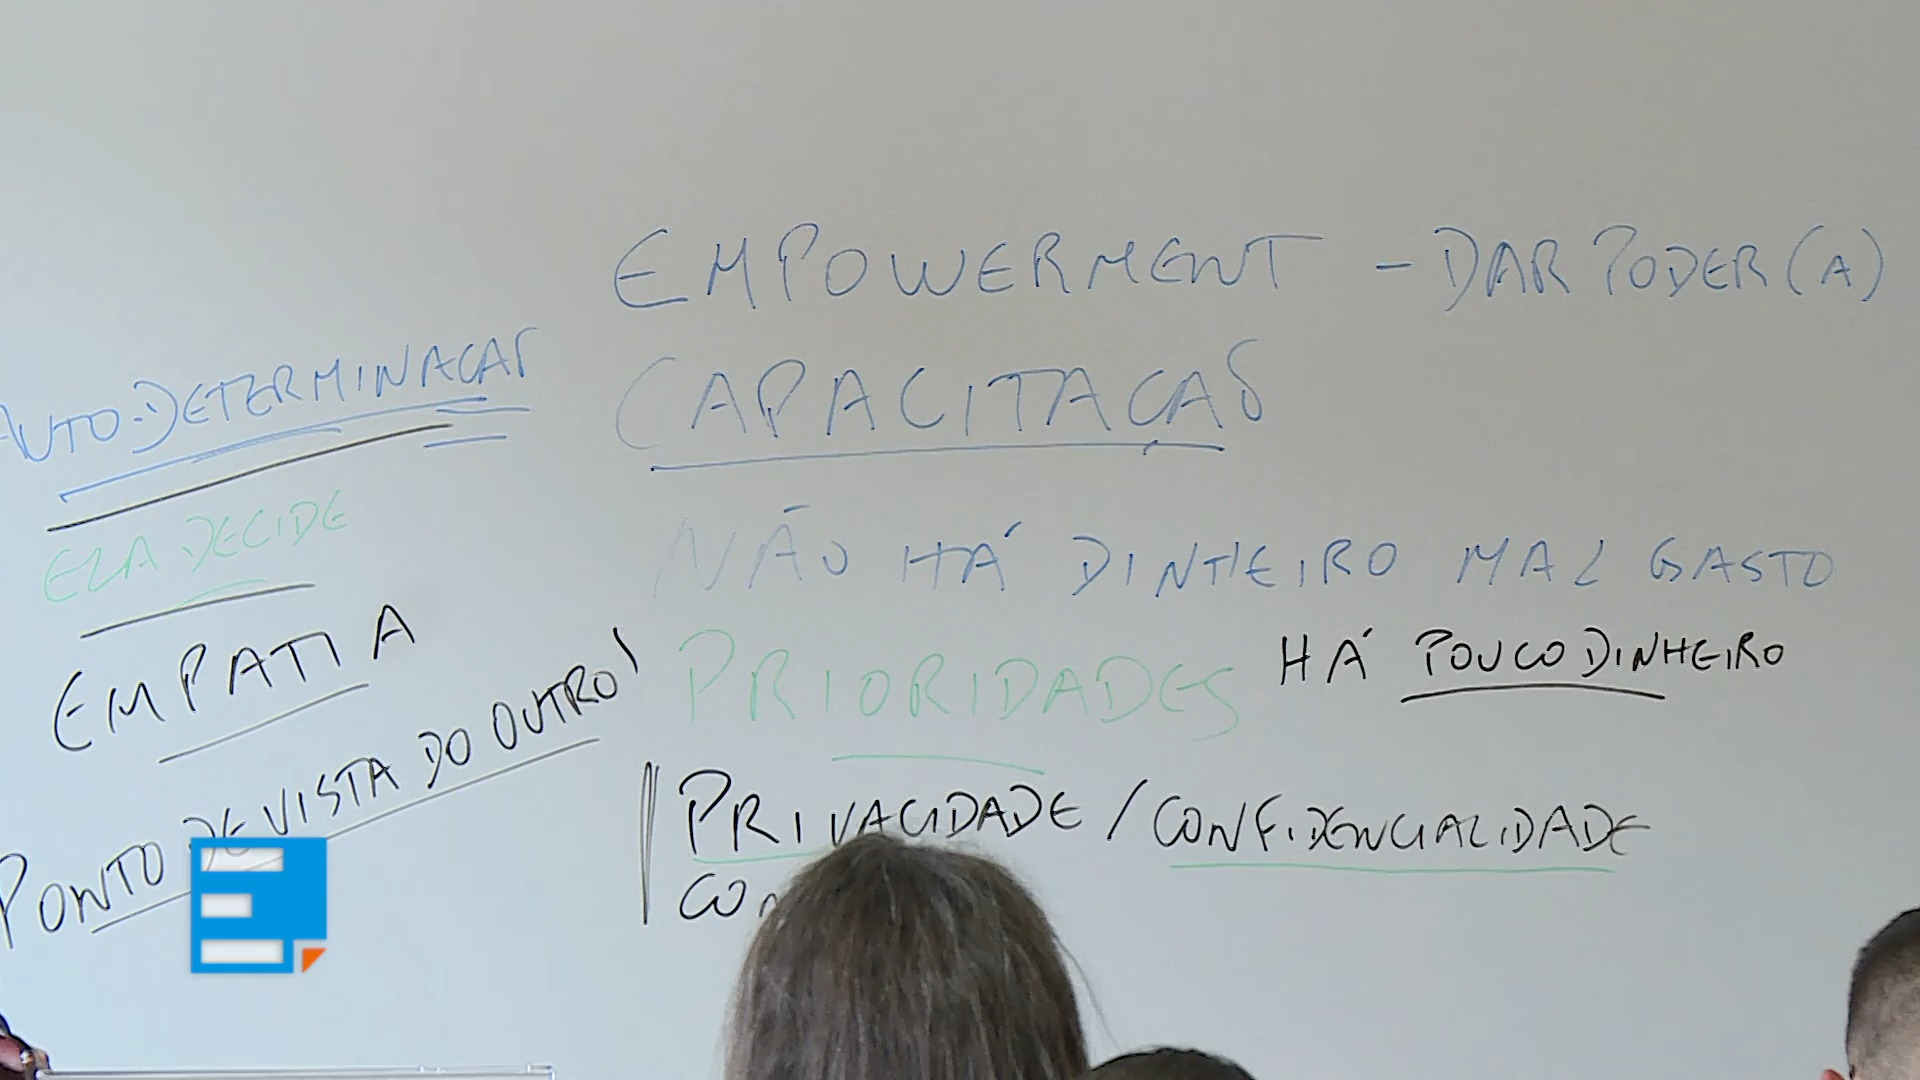 EMPOWERMENT - DAR PODER (A)
CAPACITAÇÃO
NÃO HÁ DINHEIRO MAL GASTO
PRIORIDADES HÁ POUCO DINHEIRO
PRIVACIDADE / CONFIDENCIALIDADE
AUTO-DETERMINAÇÃO
ELA DECIDE
EMPATIA
PONTO DE VISTA DO OUTRO!